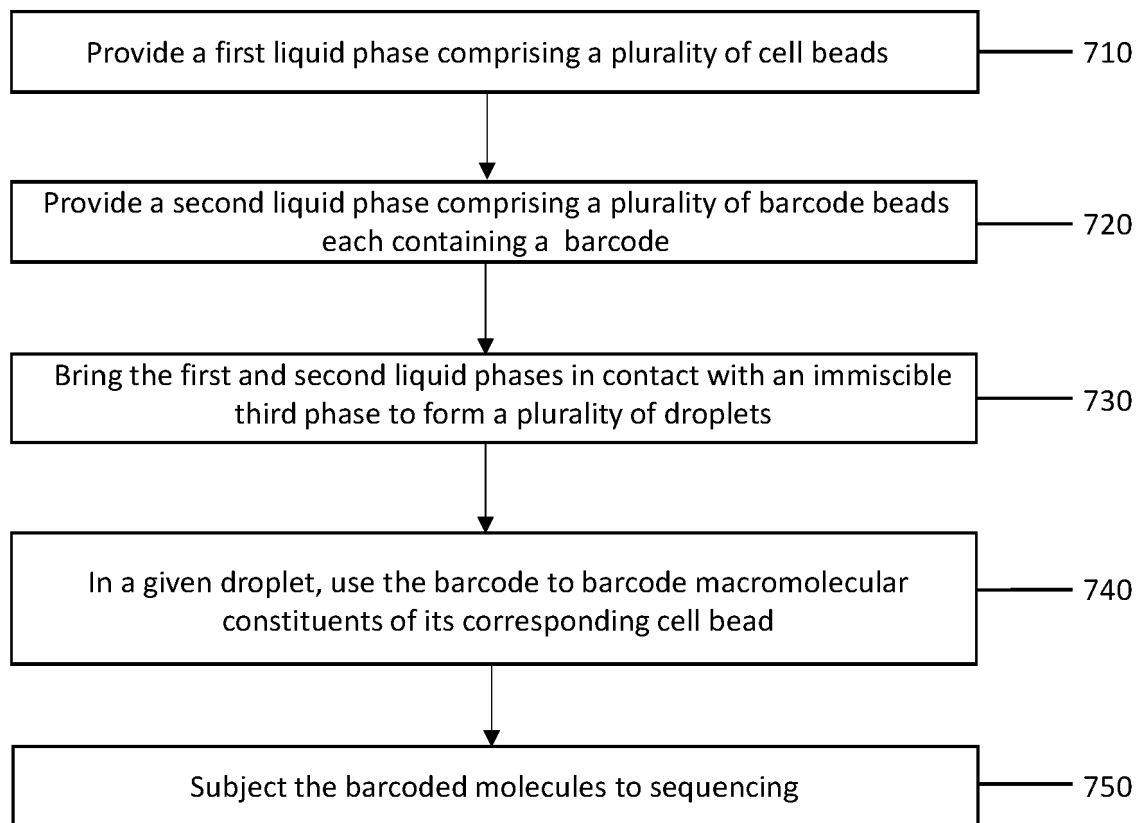 Provide a first liquid phase comprising a plurality of cell beads
710
Provide a second liquid phase comprising a plurality of barcode beads
each containing a barcode
720
Bring the first and second liquid phases in contact with an immiscible
third phase to form a plurality of droplets
730
In a given droplet, use the barcode to barcode macromolecular
constituents of its corresponding cell bead
740
Subject the barcoded molecules to sequencing
750